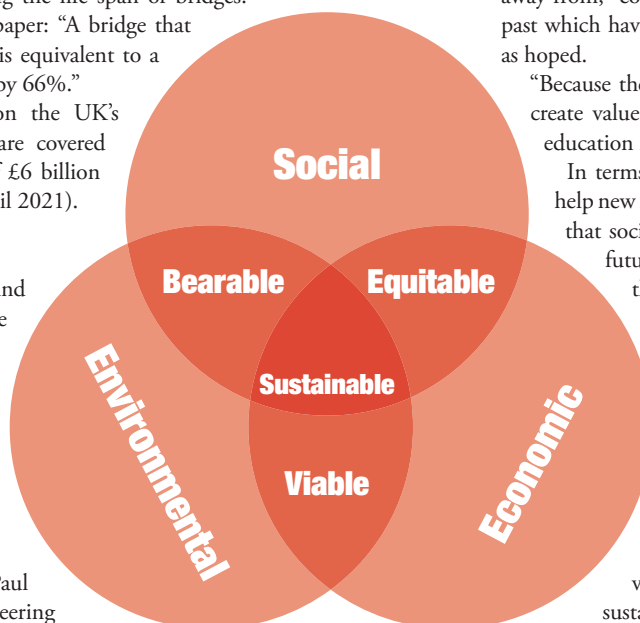 the life span of bridges.
paper: “A bridge that
is equivalent to a
by 66%.”
on the UK’s
are covered
£6 billion
il 2021).
nd
e
Paul
eering
Social
Bearable
Equitable
Sustainable
Environmental
Economic
Viable
away from, “co
past which hav
as hoped.
“Because the
create value
education
In terms
help new
that soci
futu
t
v
susta